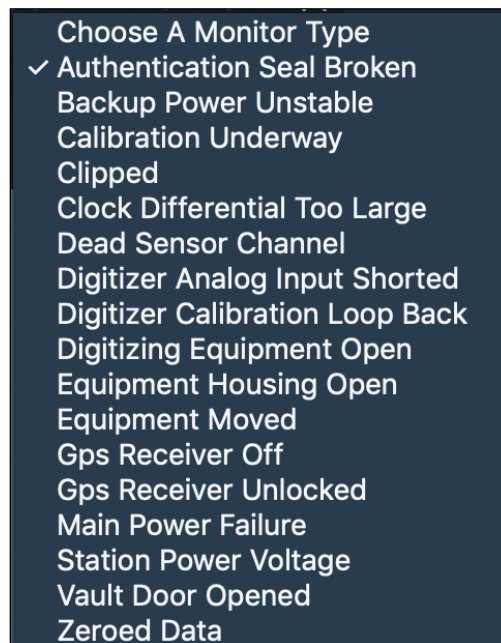 Choose A Monitor Type
✓ Authentication Seal Broken
Backup Power Unstable
Calibration Underway
Clipped
Clock Differential Too Large
Dead Sensor Channel
Digitizer Analog Input Shorted
Digitizer Calibration Loop Back
Digitizing Equipment Open
Equipment Housing Open
Equipment Moved
Gps Receiver Off
Gps Receiver Unlocked
Main Power Failure
Station Power Voltage
Vault Door Opened
Zeroed Data